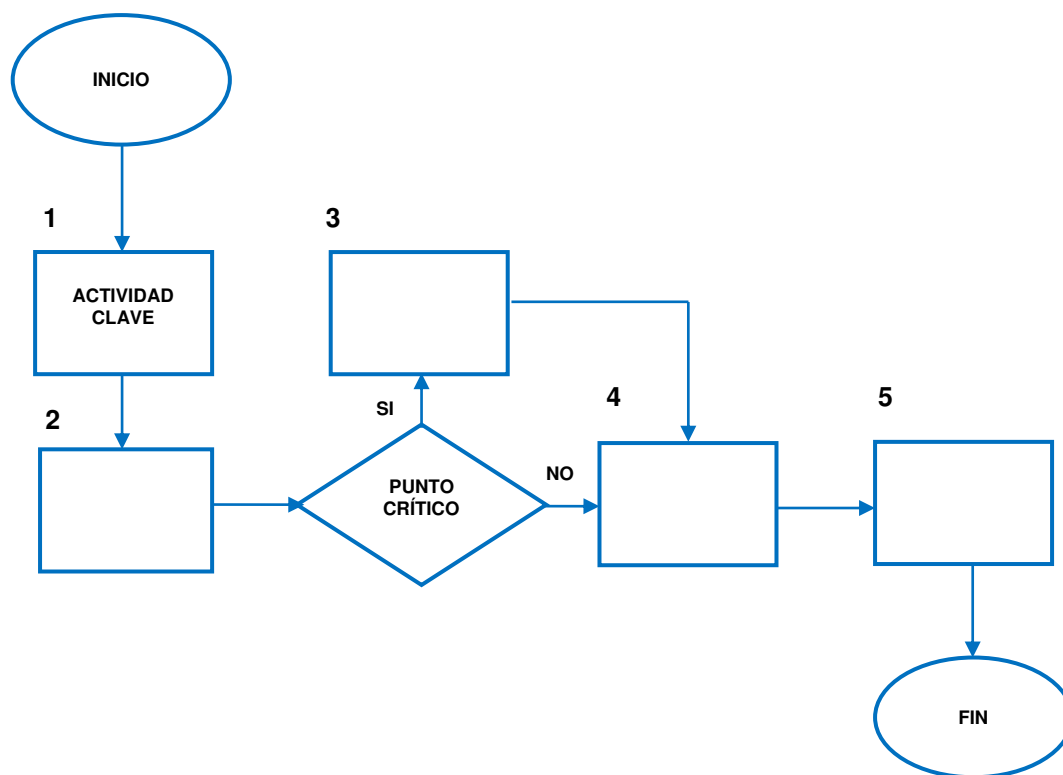 INICIO
1
ACTIVIDAD
CLAVE
2
3
SI
PUNTO
CRÍTICO
NO
4
5
FIN